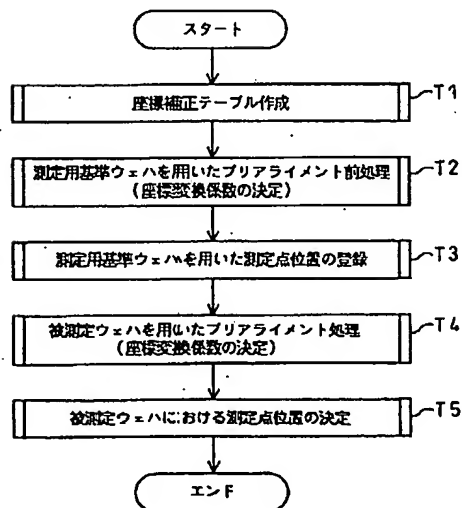 スタート
座標補正テーブル作成
T1
測定用基準ウェハを用いたプリアライメント前処理
(座標変換係数の決定)
T2
測定用基準ウェハを用いた測定点位置の登録
T3
被測定ウェハを用いたプリアライメント処理
(座標変換係数の決定)
T4
被測定ウェハにおける測定点位置の決定
T5
エンド